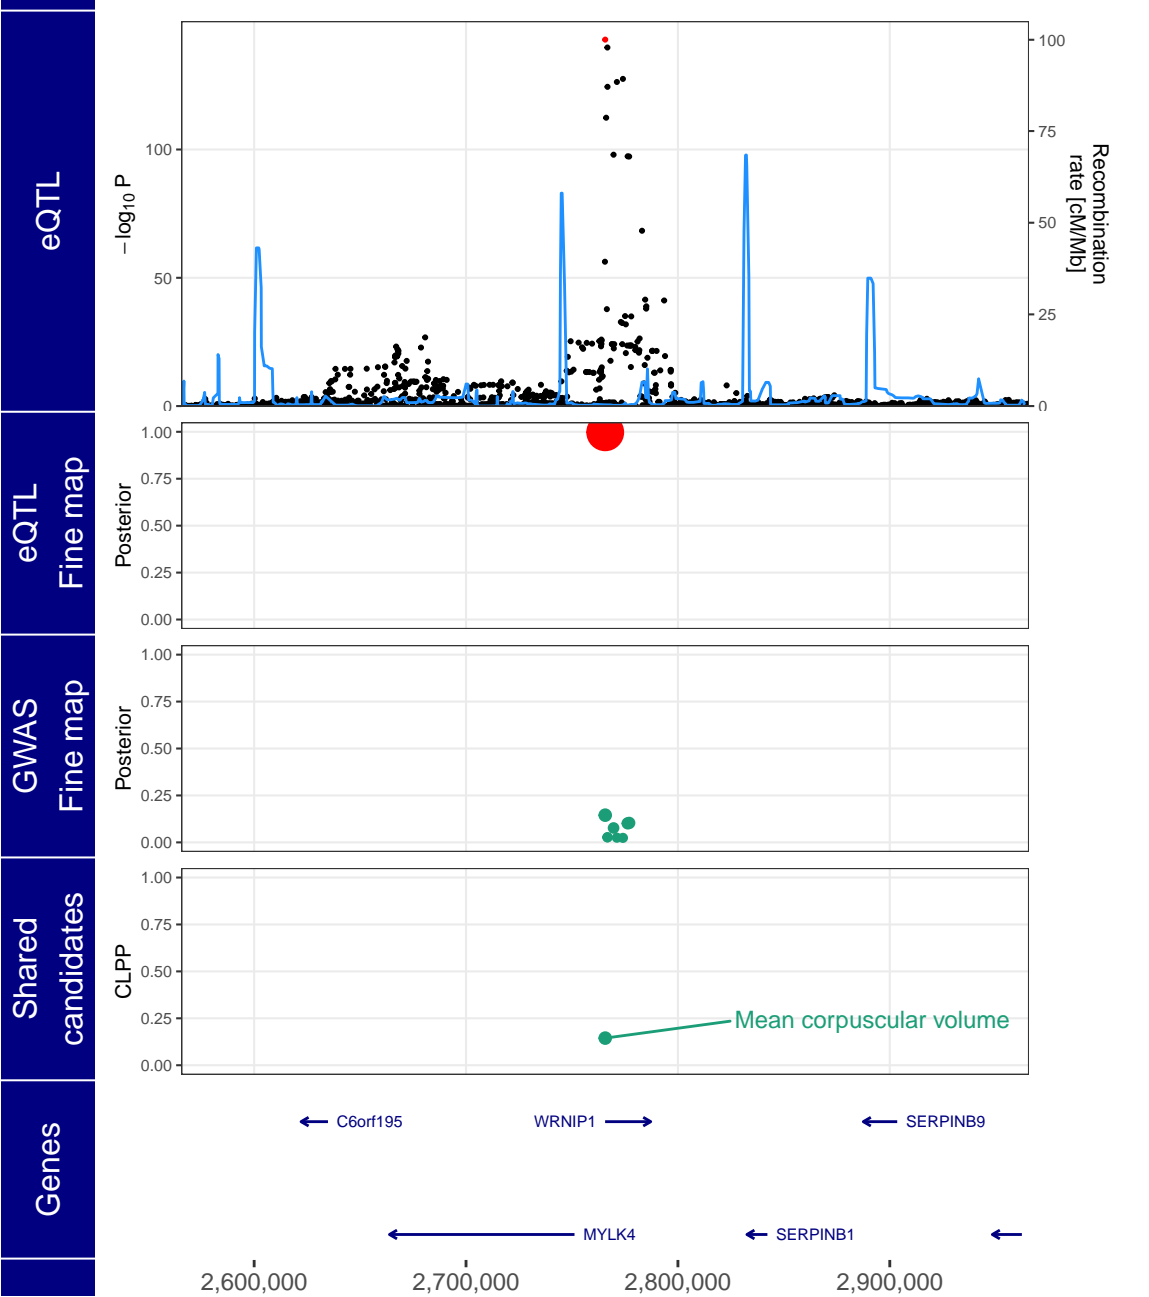 eQTL
−log10 P
100
50
0
100
75
50
25
0
Recombination
rate [cM/Mb]
eQTL
Fine map
Posterior
1.00
0.75
0.50
0.25
0.00
GWAS
Fine map
Posterior
1.00
0.75
0.50
0.25
0.00
Shared
candidates
CLPP
1.00
0.75
0.50
0.25
0.00
Mean corpuscular volume
Genes
C6orf195
WRNIP1
SERPINB9
MYLK4
SERPINB1
2,600,000
2,700,000
2,800,000
2,900,000